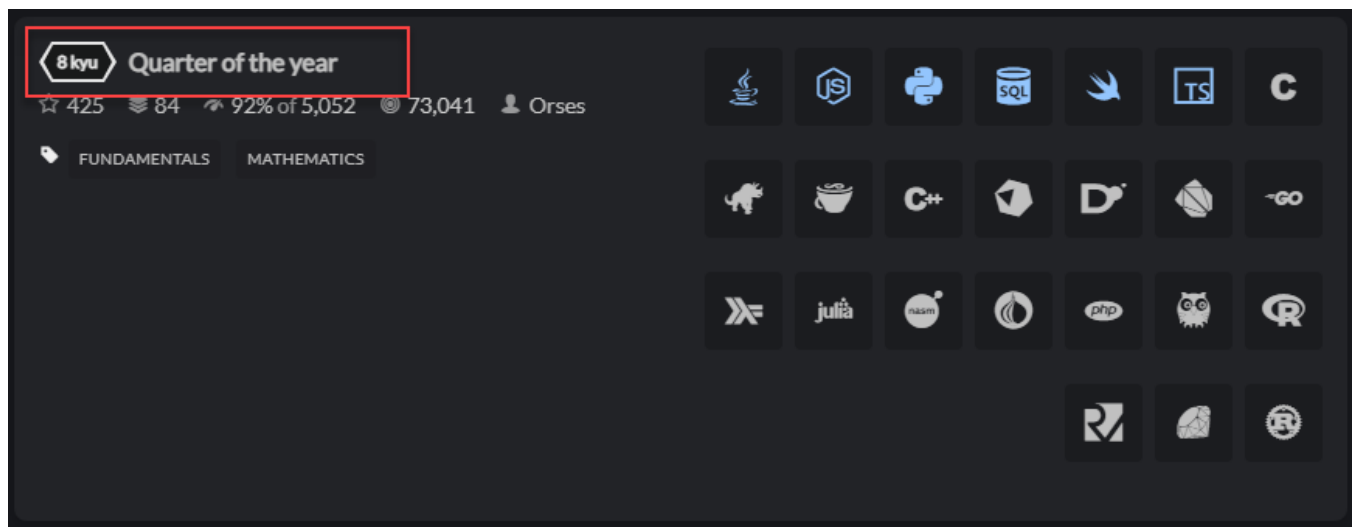 8 kyu Quarter of the year
425 84 92% of 5,052 73,041 Orses
FUNDAMENTALS MATHEMATICS
JS SQL TS C
C++ D -GO
julia nasm php R
R